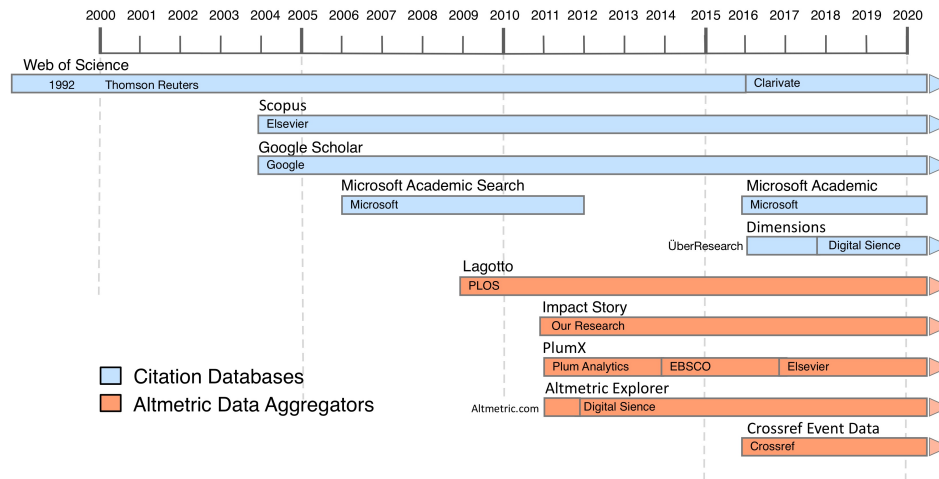 2000 2001 2002 2003 2004 2005 2006 2007 2008 2009 2010 2011 2012 2013 2014 2015 2016 2017 2018 2019 2020
Web of Science
1992 Thomson Reuters Clarivate
Scopus
Elsevier
Google Scholar
Google
Microsoft Academic Search Microsoft Academic
Microsoft Microsoft
Dimensions
ÜberResearch Digital Sience
Lagotto
PLOS
Impact Story
Our Research
PlumX
Plum Analytics EBSCO Elsevier
Citation Databases
Altmetric Explorer
Altmetric Data Aggregators
Altmetric.com Digital Sience
Crossref Event Data
Crossref